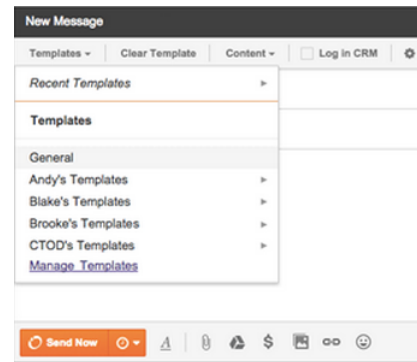 New Message
Templates Clear Template Content Log in CRM
Recent Templates
Templates
General
Andy's Templates
Blake's Templates
Brooke's Templates
CTOD's Templates
Manage Templates
Send Now A $